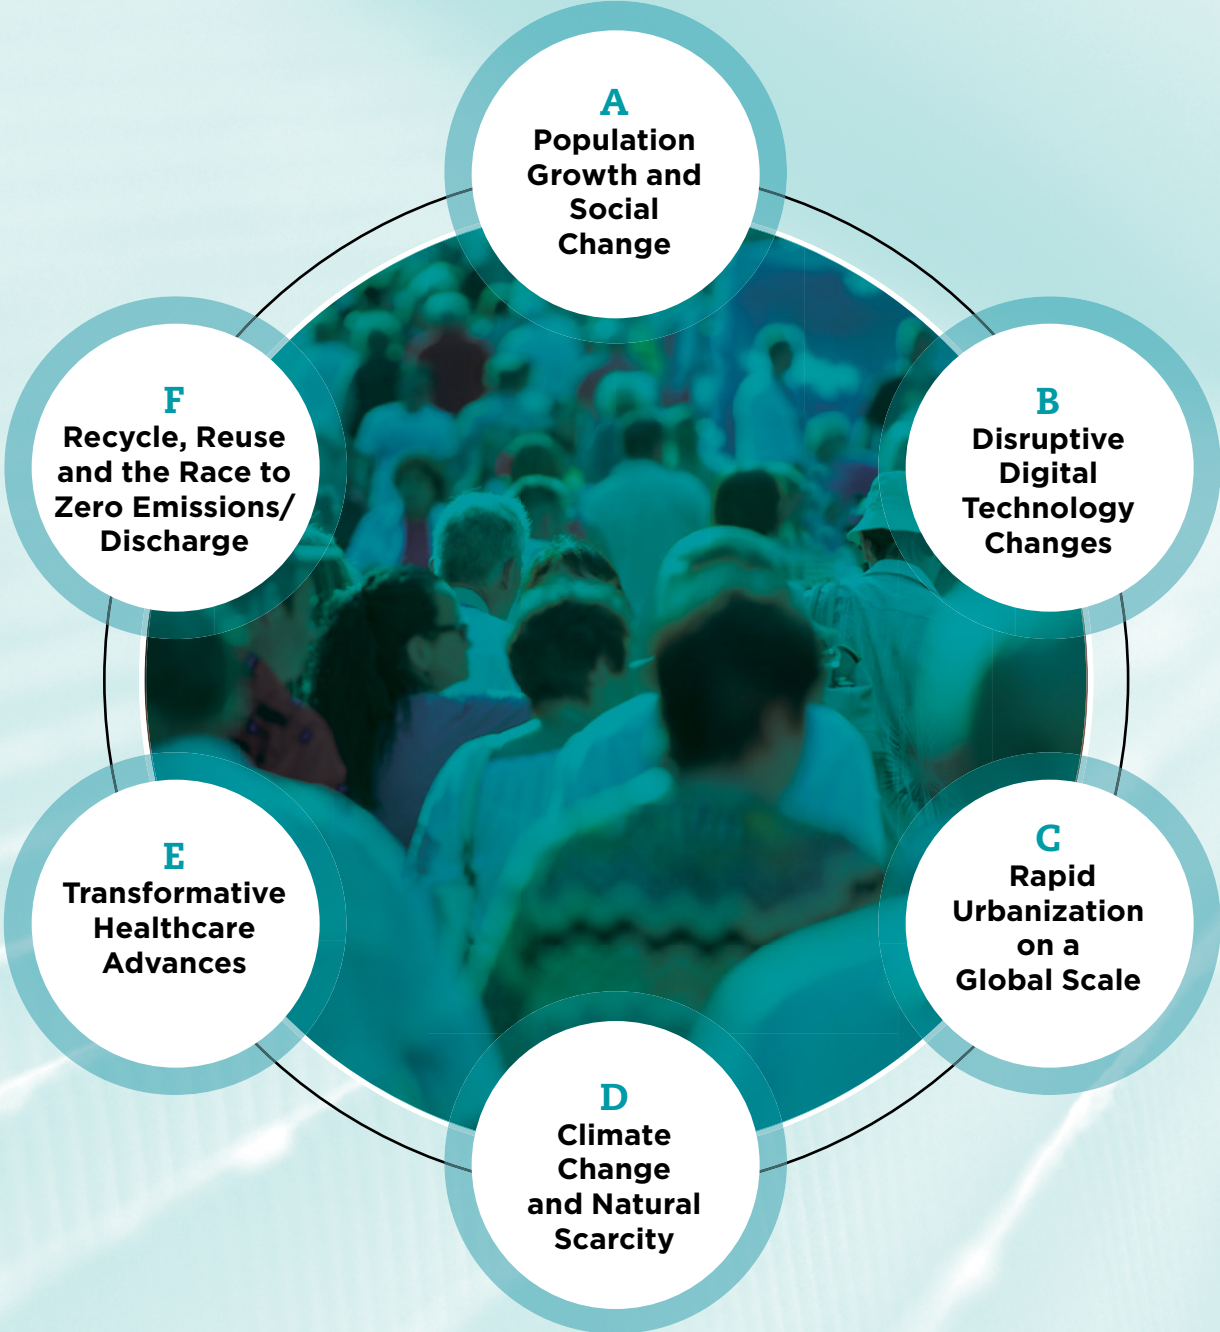 A
Population
Growth and
Social
Change
B
Disruptive
Digital
Technology
Changes
C
Rapid
Urbanization
on a
Global Scale
D
Climate
Change
and Natural
Scarcity
E
Transformative
Healthcare
Advances
F
Recycle, Reuse
and the Race to
Zero Emissions/
Discharge